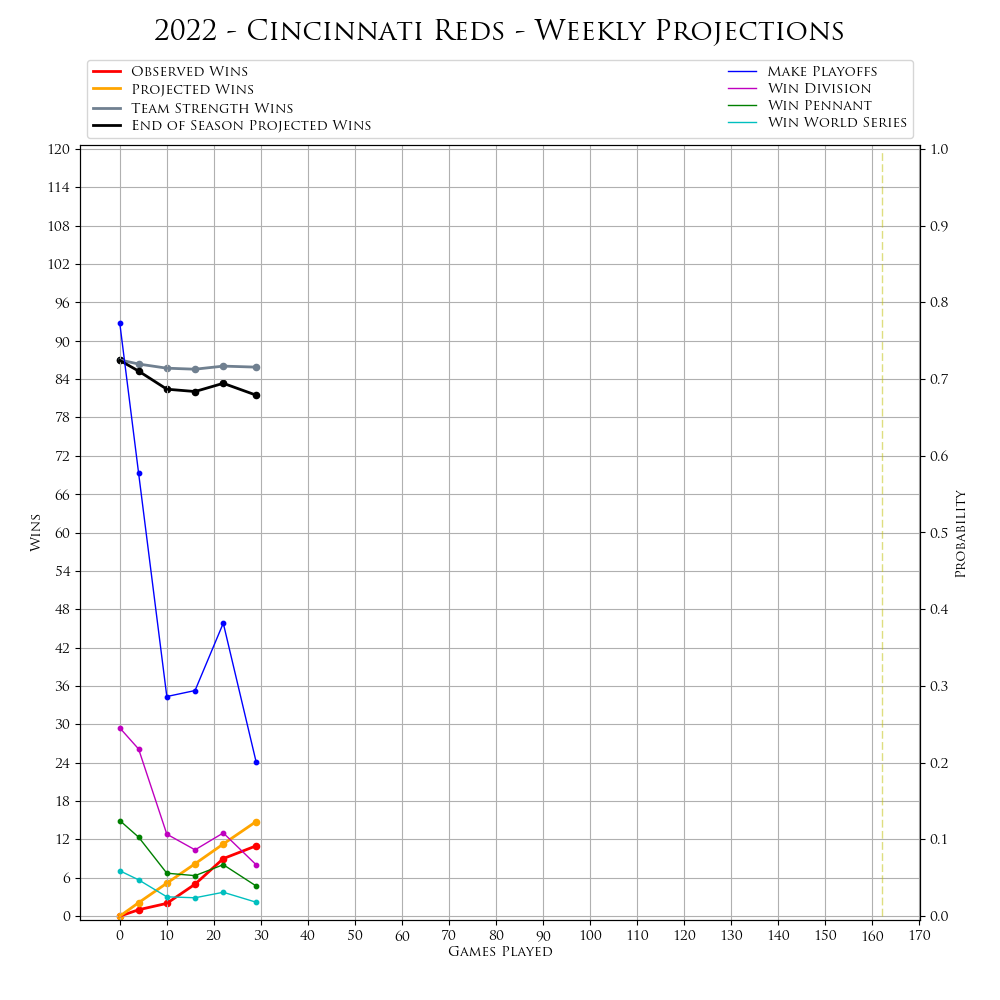 2022 - Cincinnati Reds - Weekly Projections
Observed Wins
Projected Wins
Team Strength Wins
End of Season Projected Wins
Make Playoffs
Win Division
Win Pennant
Win World Series
120
114
108
102
96
90
84
78
72
66
60
54
48
42
36
30
24
18
12
6
0
Wins
1.0
0.9
0.8
0.7
0.6
0.5
0.4
0.3
0.2
0.1
0.0
Probability
0 10 20 30 40 50 60 70 80 90 100 110 120 130 140 150 160 170
Games Played